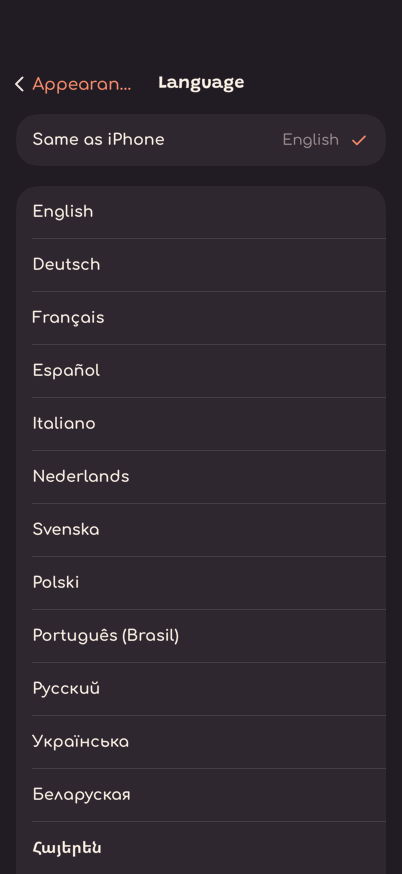 Appearan...
Language
Same as iPhone
English
English
Deutsch
Français
Español
Italiano
Nederlands
Svenska
Polski
Português (Brasil)
Русский
Українська
Беларуская
Հայերեն